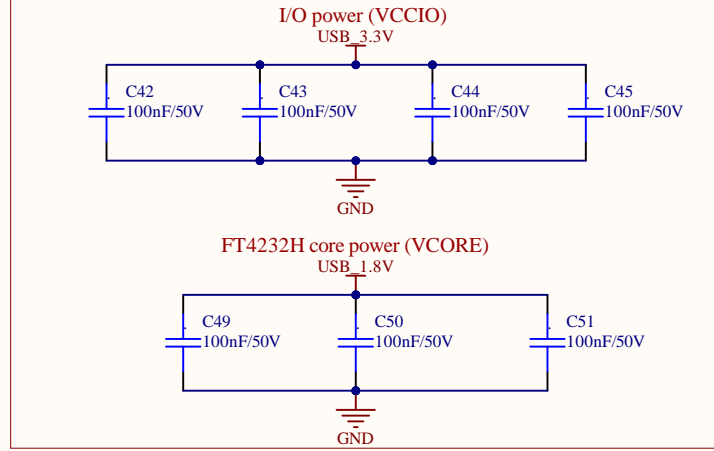 I/O power (VCCIO)
USB_3.3V
C42
100nF/50V
C43
100nF/50V
C44
100nF/50V
C45
100nF/50V
GND
FT4232H core power (VCORE)
USB_1.8V
C49
100nF/50V
C50
100nF/50V
C51
100nF/50V
GND